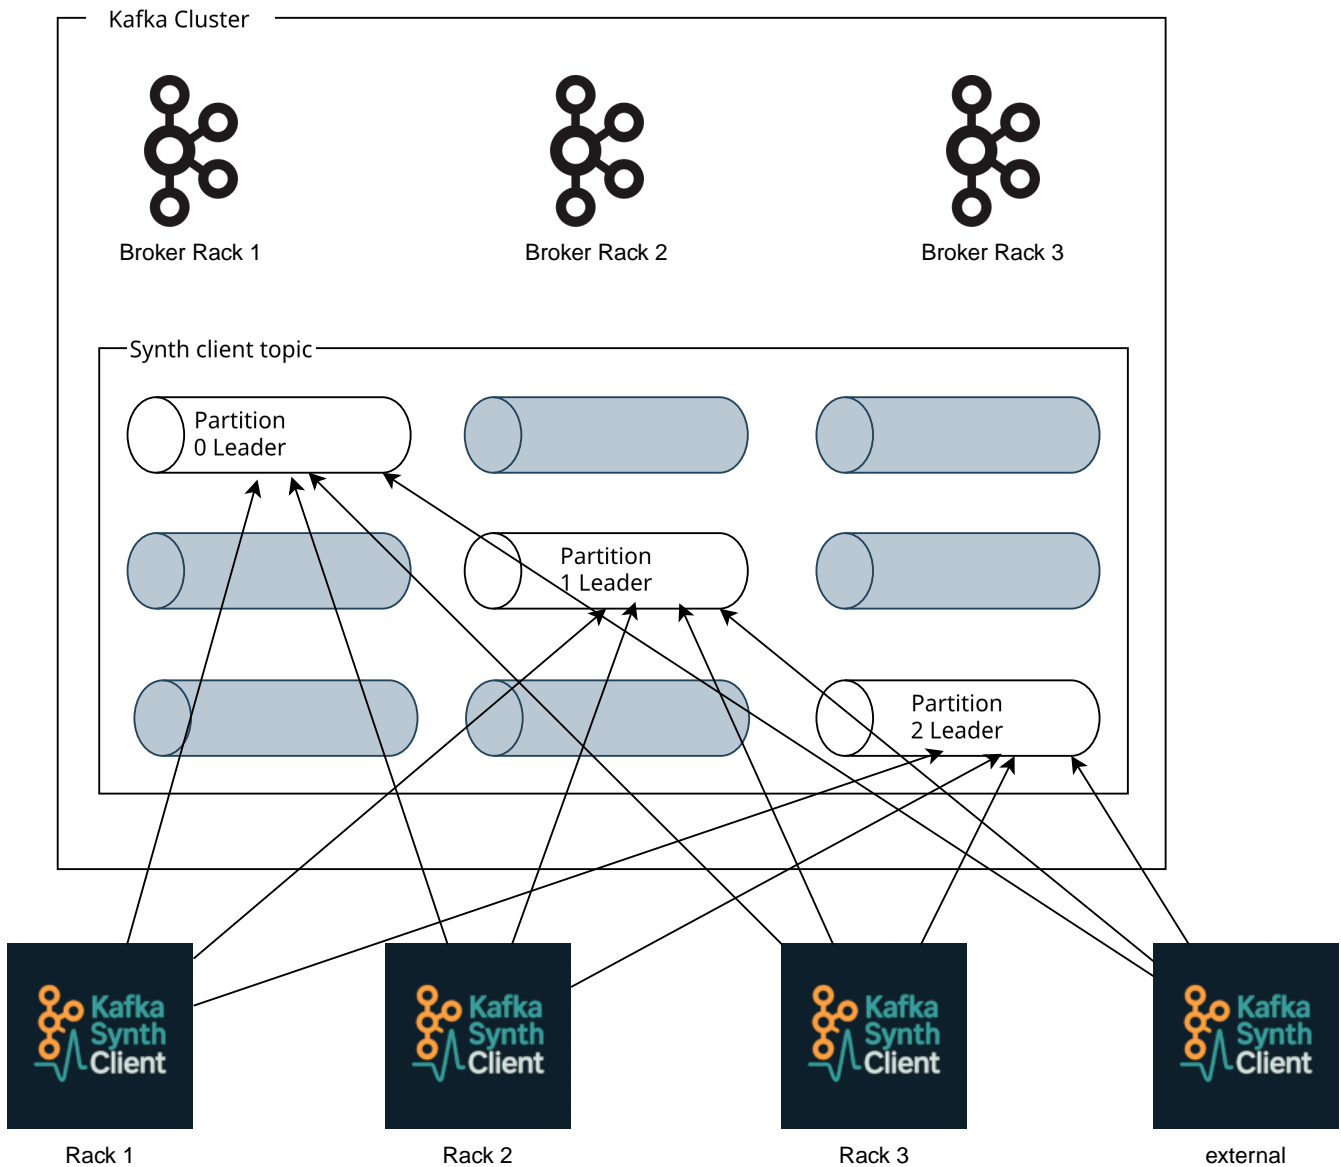 Kafka Cluster
Broker Rack 1
Broker Rack 2
Broker Rack 3
Synth client topic
Partition
0 Leader
Partition
1 Leader
Partition
2 Leader
Kafka
Synth
Client
Kafka
Synth
Client
Kafka
Synth
Client
Kafka
Synth
Client
Rack 1
Rack 2
Rack 3
external